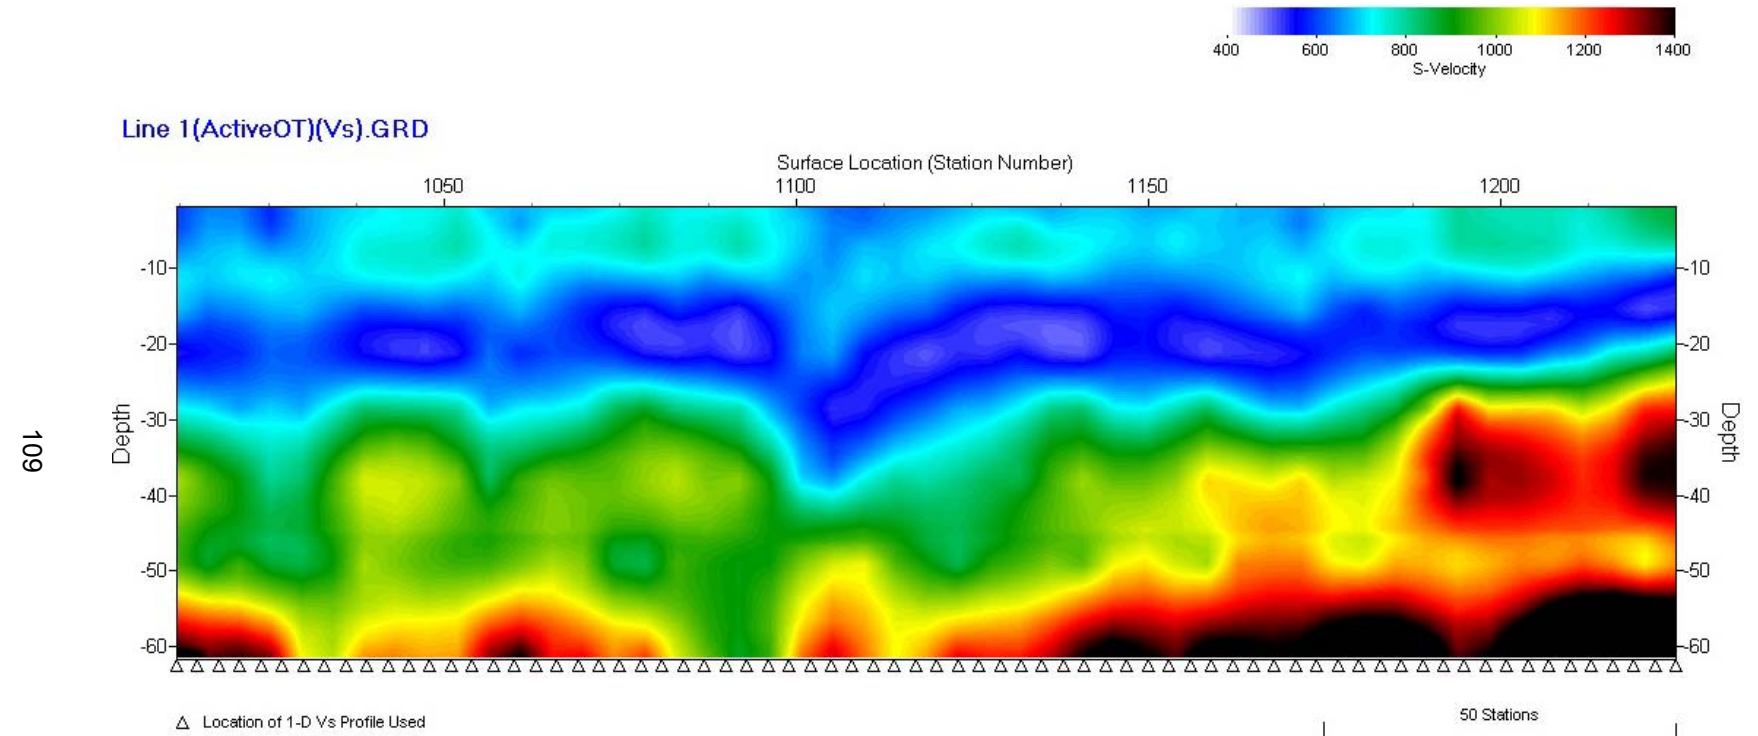 400 600 800 1000 1200 1400
S-Velocity
Line 1(ActiveOT)(Vs).GRD
Surface Location (Station Number)
1050 1100 1150 1200
-10 -10
-20 -20
-30 -30
Depth Depth
109
-40 -40
-50 -50
-60 -60
Location of 1-D Vs Profile Used
50 Stations